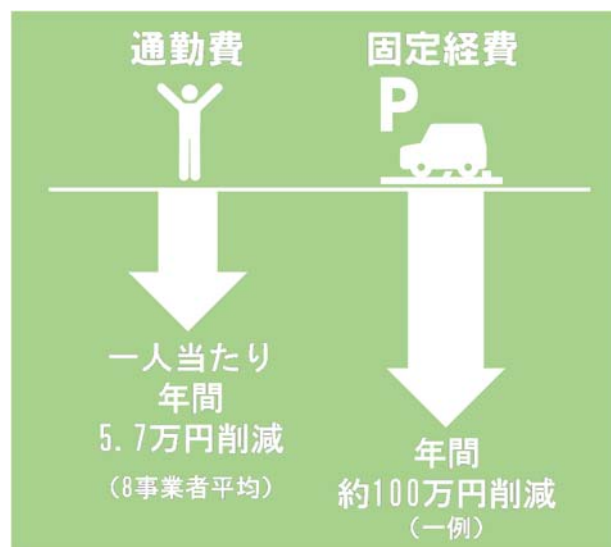 通勤費
一人当たり
年間
5.7万円削減
(8事業者平均)
固定経費
P
年間
約100万円削減
(一例)